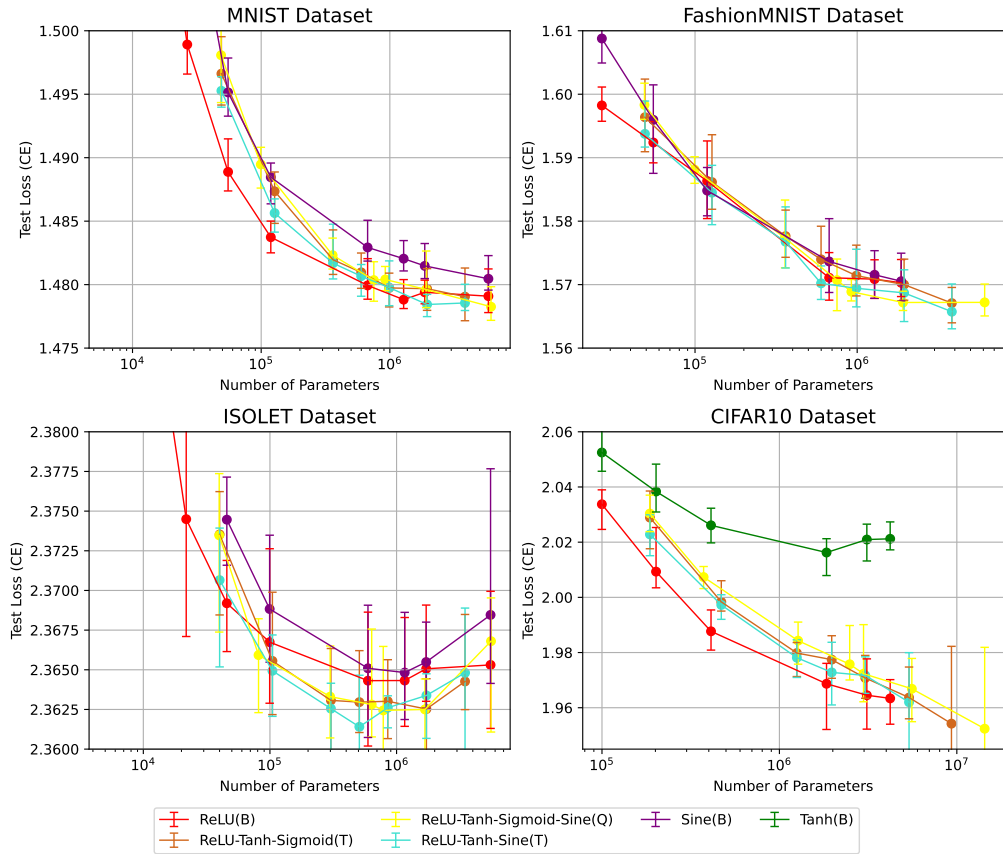 MNIST Dataset
1.500
1.495
1.490
1.485
1.480
1.475
Test Loss (CE)
10^4
10^5
10^6
Number of Parameters
FashionMNIST Dataset
1.61
1.60
1.59
1.58
1.57
1.56
Test Loss (CE)
10^5
10^6
Number of Parameters
ISOLET Dataset
2.3800
2.3775
2.3750
2.3725
2.3700
2.3675
2.3650
2.3625
2.3600
Test Loss (CE)
10^4
10^5
10^6
Number of Parameters
CIFAR10 Dataset
2.06
2.04
2.02
2.00
1.98
1.96
Test Loss (CE)
10^5
10^6
10^7
Number of Parameters
ReLU(B)
ReLU-Tanh-Sigmoid(T)
ReLU-Tanh-Sigmoid-Sine(Q)
ReLU-Tanh-Sine(T)
Sine(B)
Tanh(B)